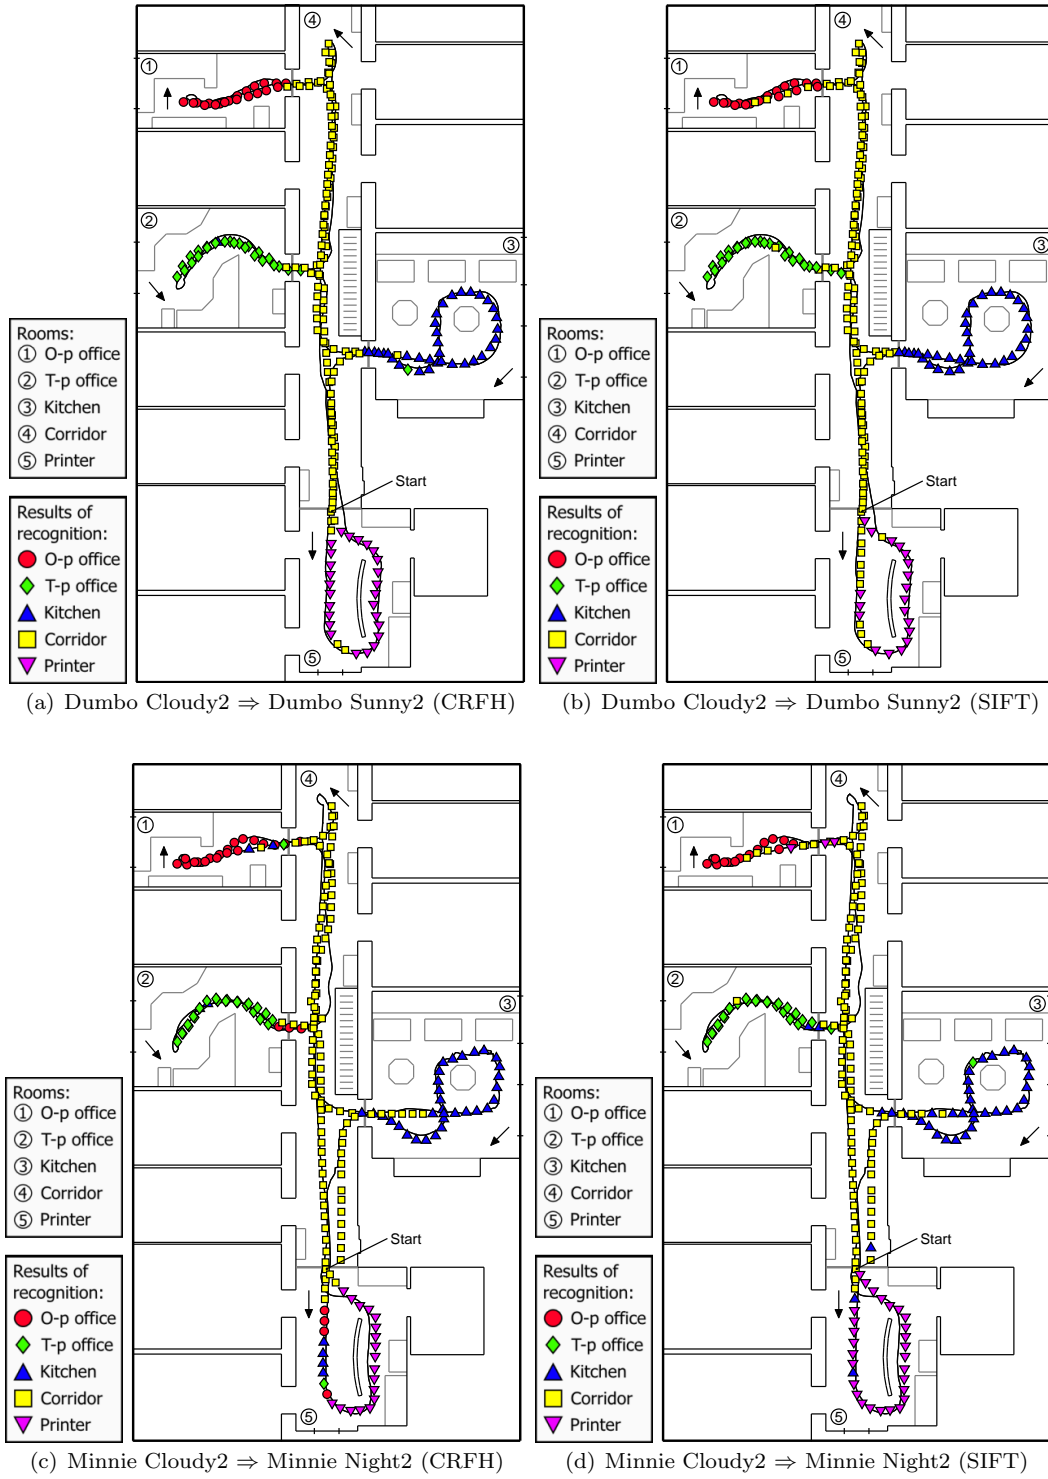 ④
①
②
③
Rooms:
① O-p office
② T-p office
③ Kitchen
④ Corridor
⑤ Printer
Start
Results of
recognition:
O-p office
T-p office
Kitchen
Corridor
Printer
⑤
(a) Dumbo Cloudy2 ⇒ Dumbo Sunny2 (CRFH)
④
①
②
③
Rooms:
① O-p office
② T-p office
③ Kitchen
④ Corridor
⑤ Printer
Start
Results of
recognition:
O-p office
T-p office
Kitchen
Corridor
Printer
⑤
(b) Dumbo Cloudy2 ⇒ Dumbo Sunny2 (SIFT)
④
①
②
③
Rooms:
① O-p office
② T-p office
③ Kitchen
④ Corridor
⑤ Printer
Start
Results of
recognition:
O-p office
T-p office
Kitchen
Corridor
Printer
⑤
(c) Minnie Cloudy2 ⇒ Minnie Night2 (CRFH)
④
①
②
③
Rooms:
① O-p office
② T-p office
③ Kitchen
④ Corridor
⑤ Printer
Start
Results of
recognition:
O-p office
T-p office
Kitchen
Corridor
Printer
⑤
(d) Minnie Cloudy2 ⇒ Minnie Night2 (SIFT)